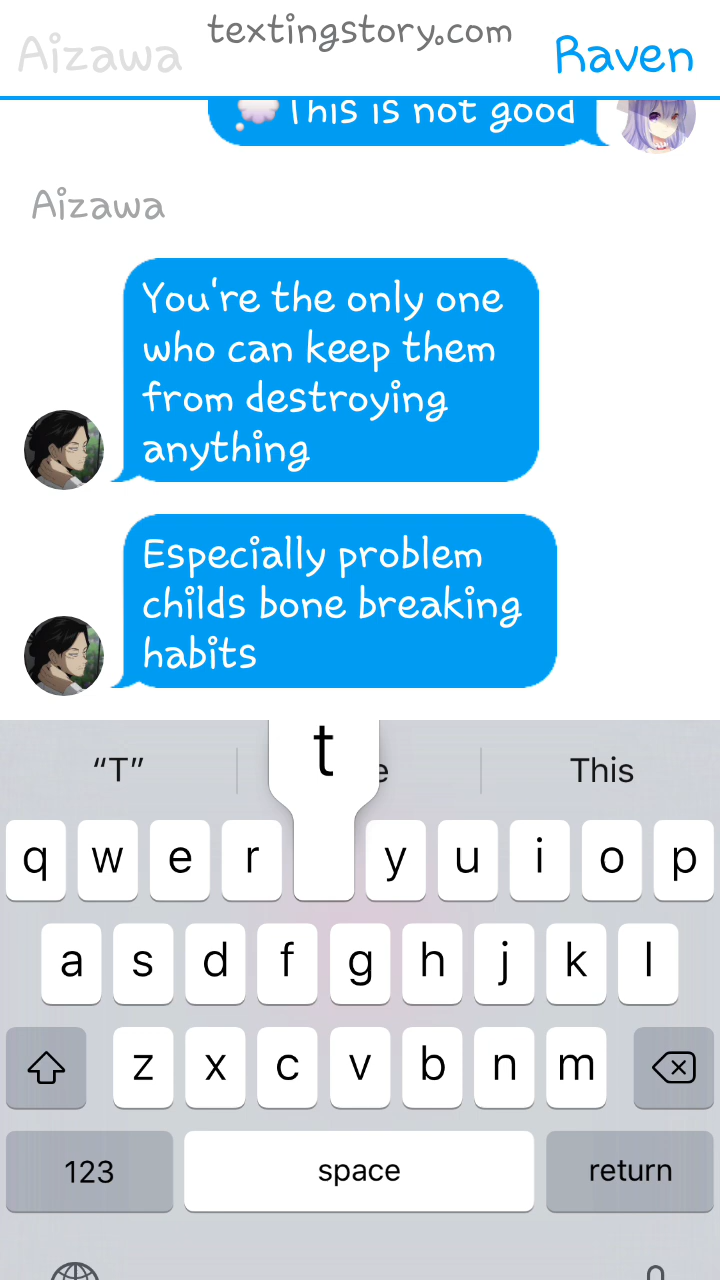 textingstory.com
Aizawa
Raven
This is not good
Aizawa
You're the only one
who can keep them
from destroying
anything
Especially problem
childs bone breaking
habits
“T” This
t
q w e r y u i o p
a s d f g h j k l
z x c v b n m
123 space return